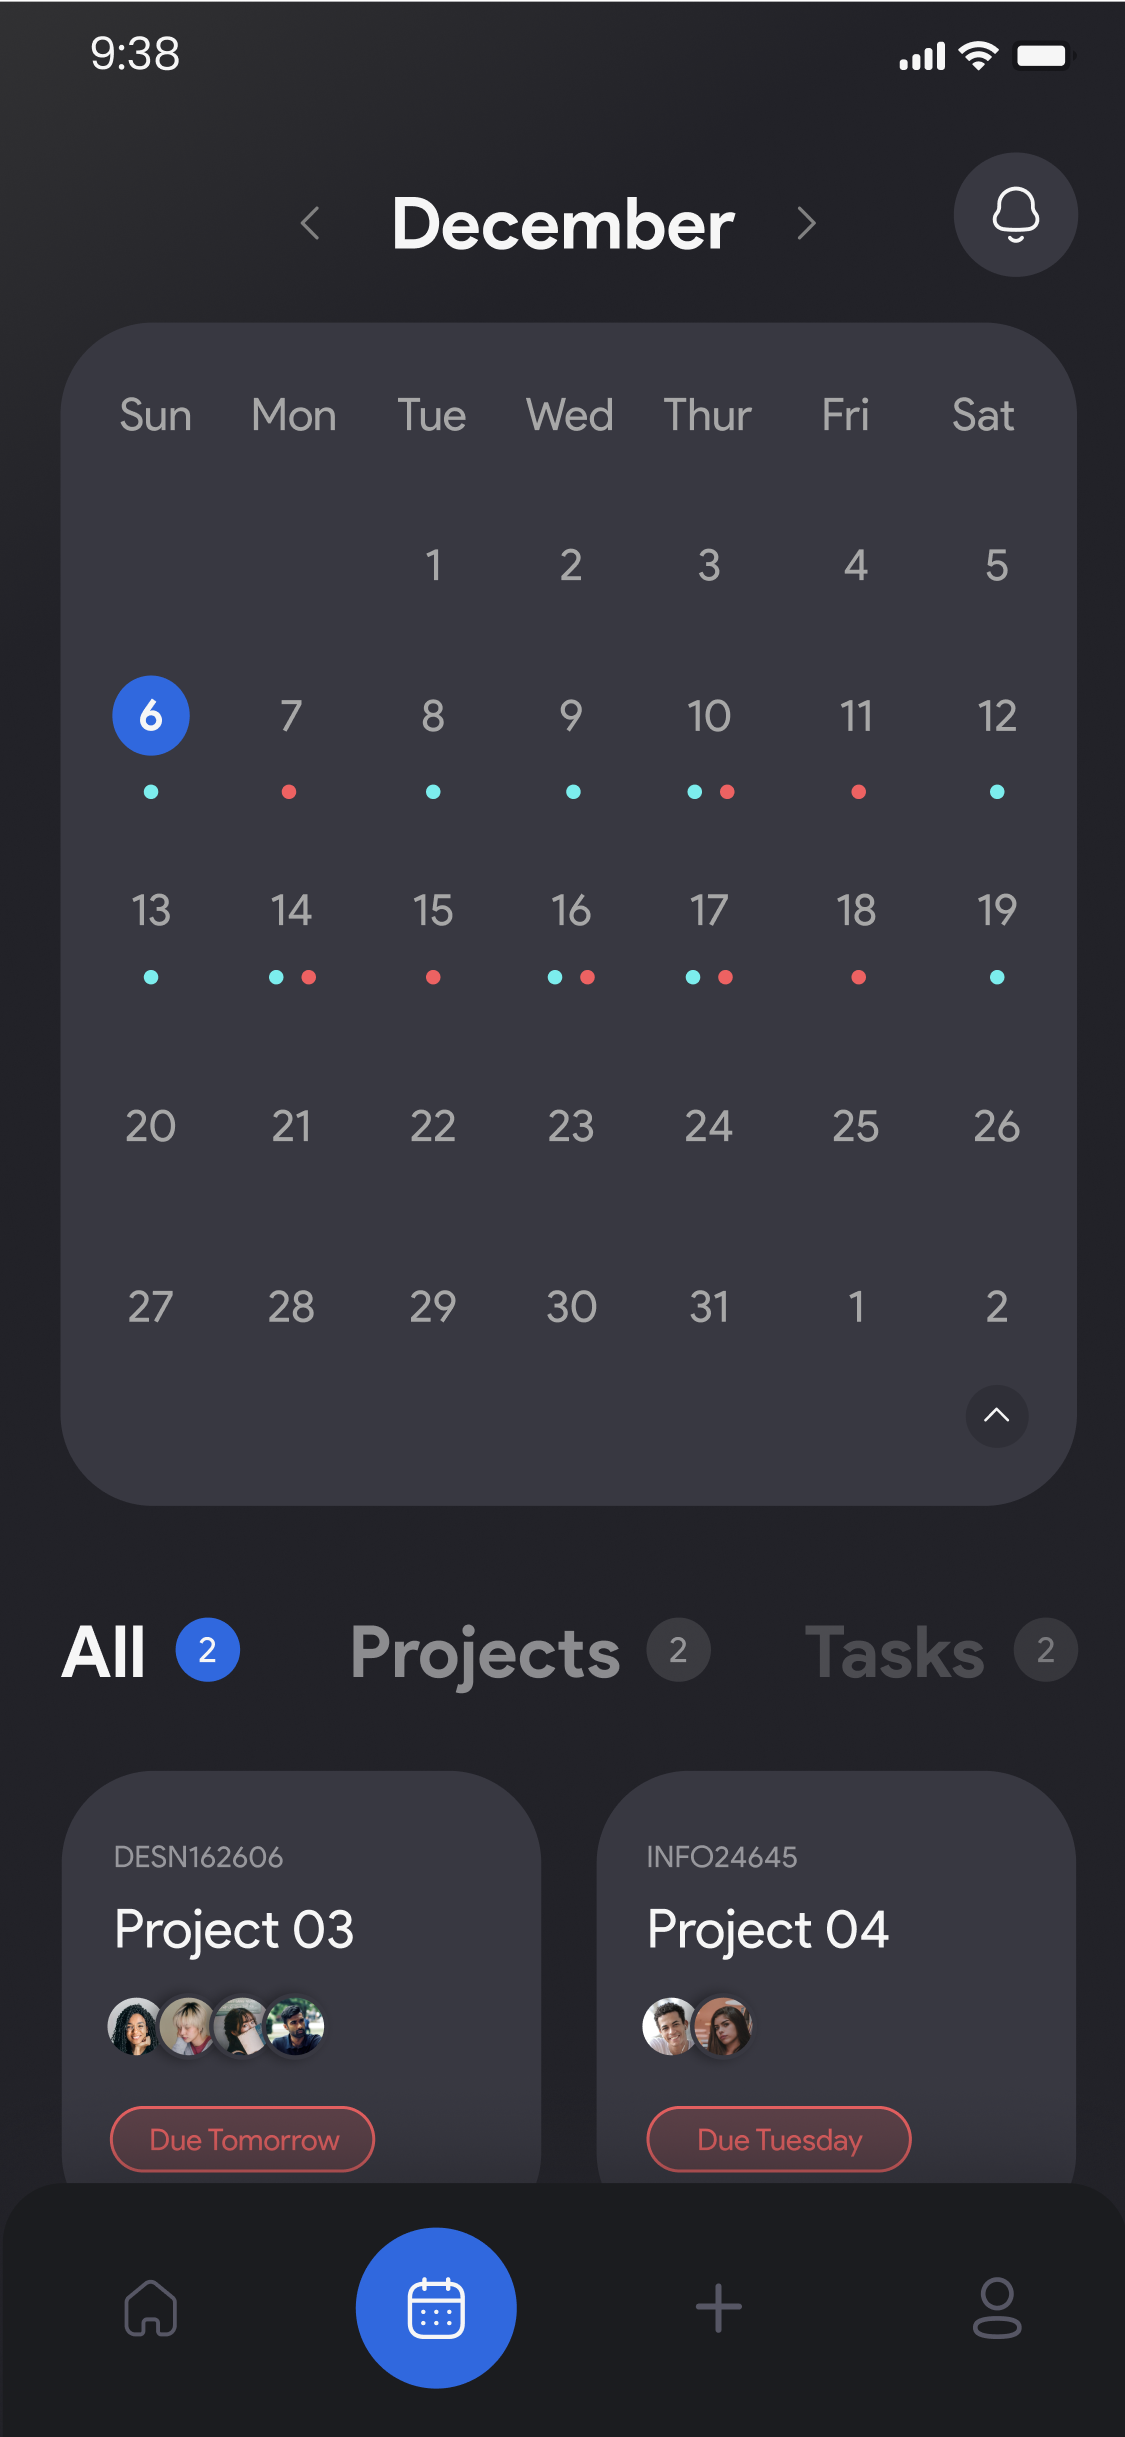 9:38
December
Sun Mon Tue Wed Thur Fri Sat
1 2 3 4 5
6 7 8 9 10 11 12
13 14 15 16 17 18 19
20 21 22 23 24 25 26
27 28 29 30 31 1 2
All 2 Projects 2 Tasks 2
DESN162606
Project 03
Due Tomorrow
INFO24645
Project 04
Due Tuesday